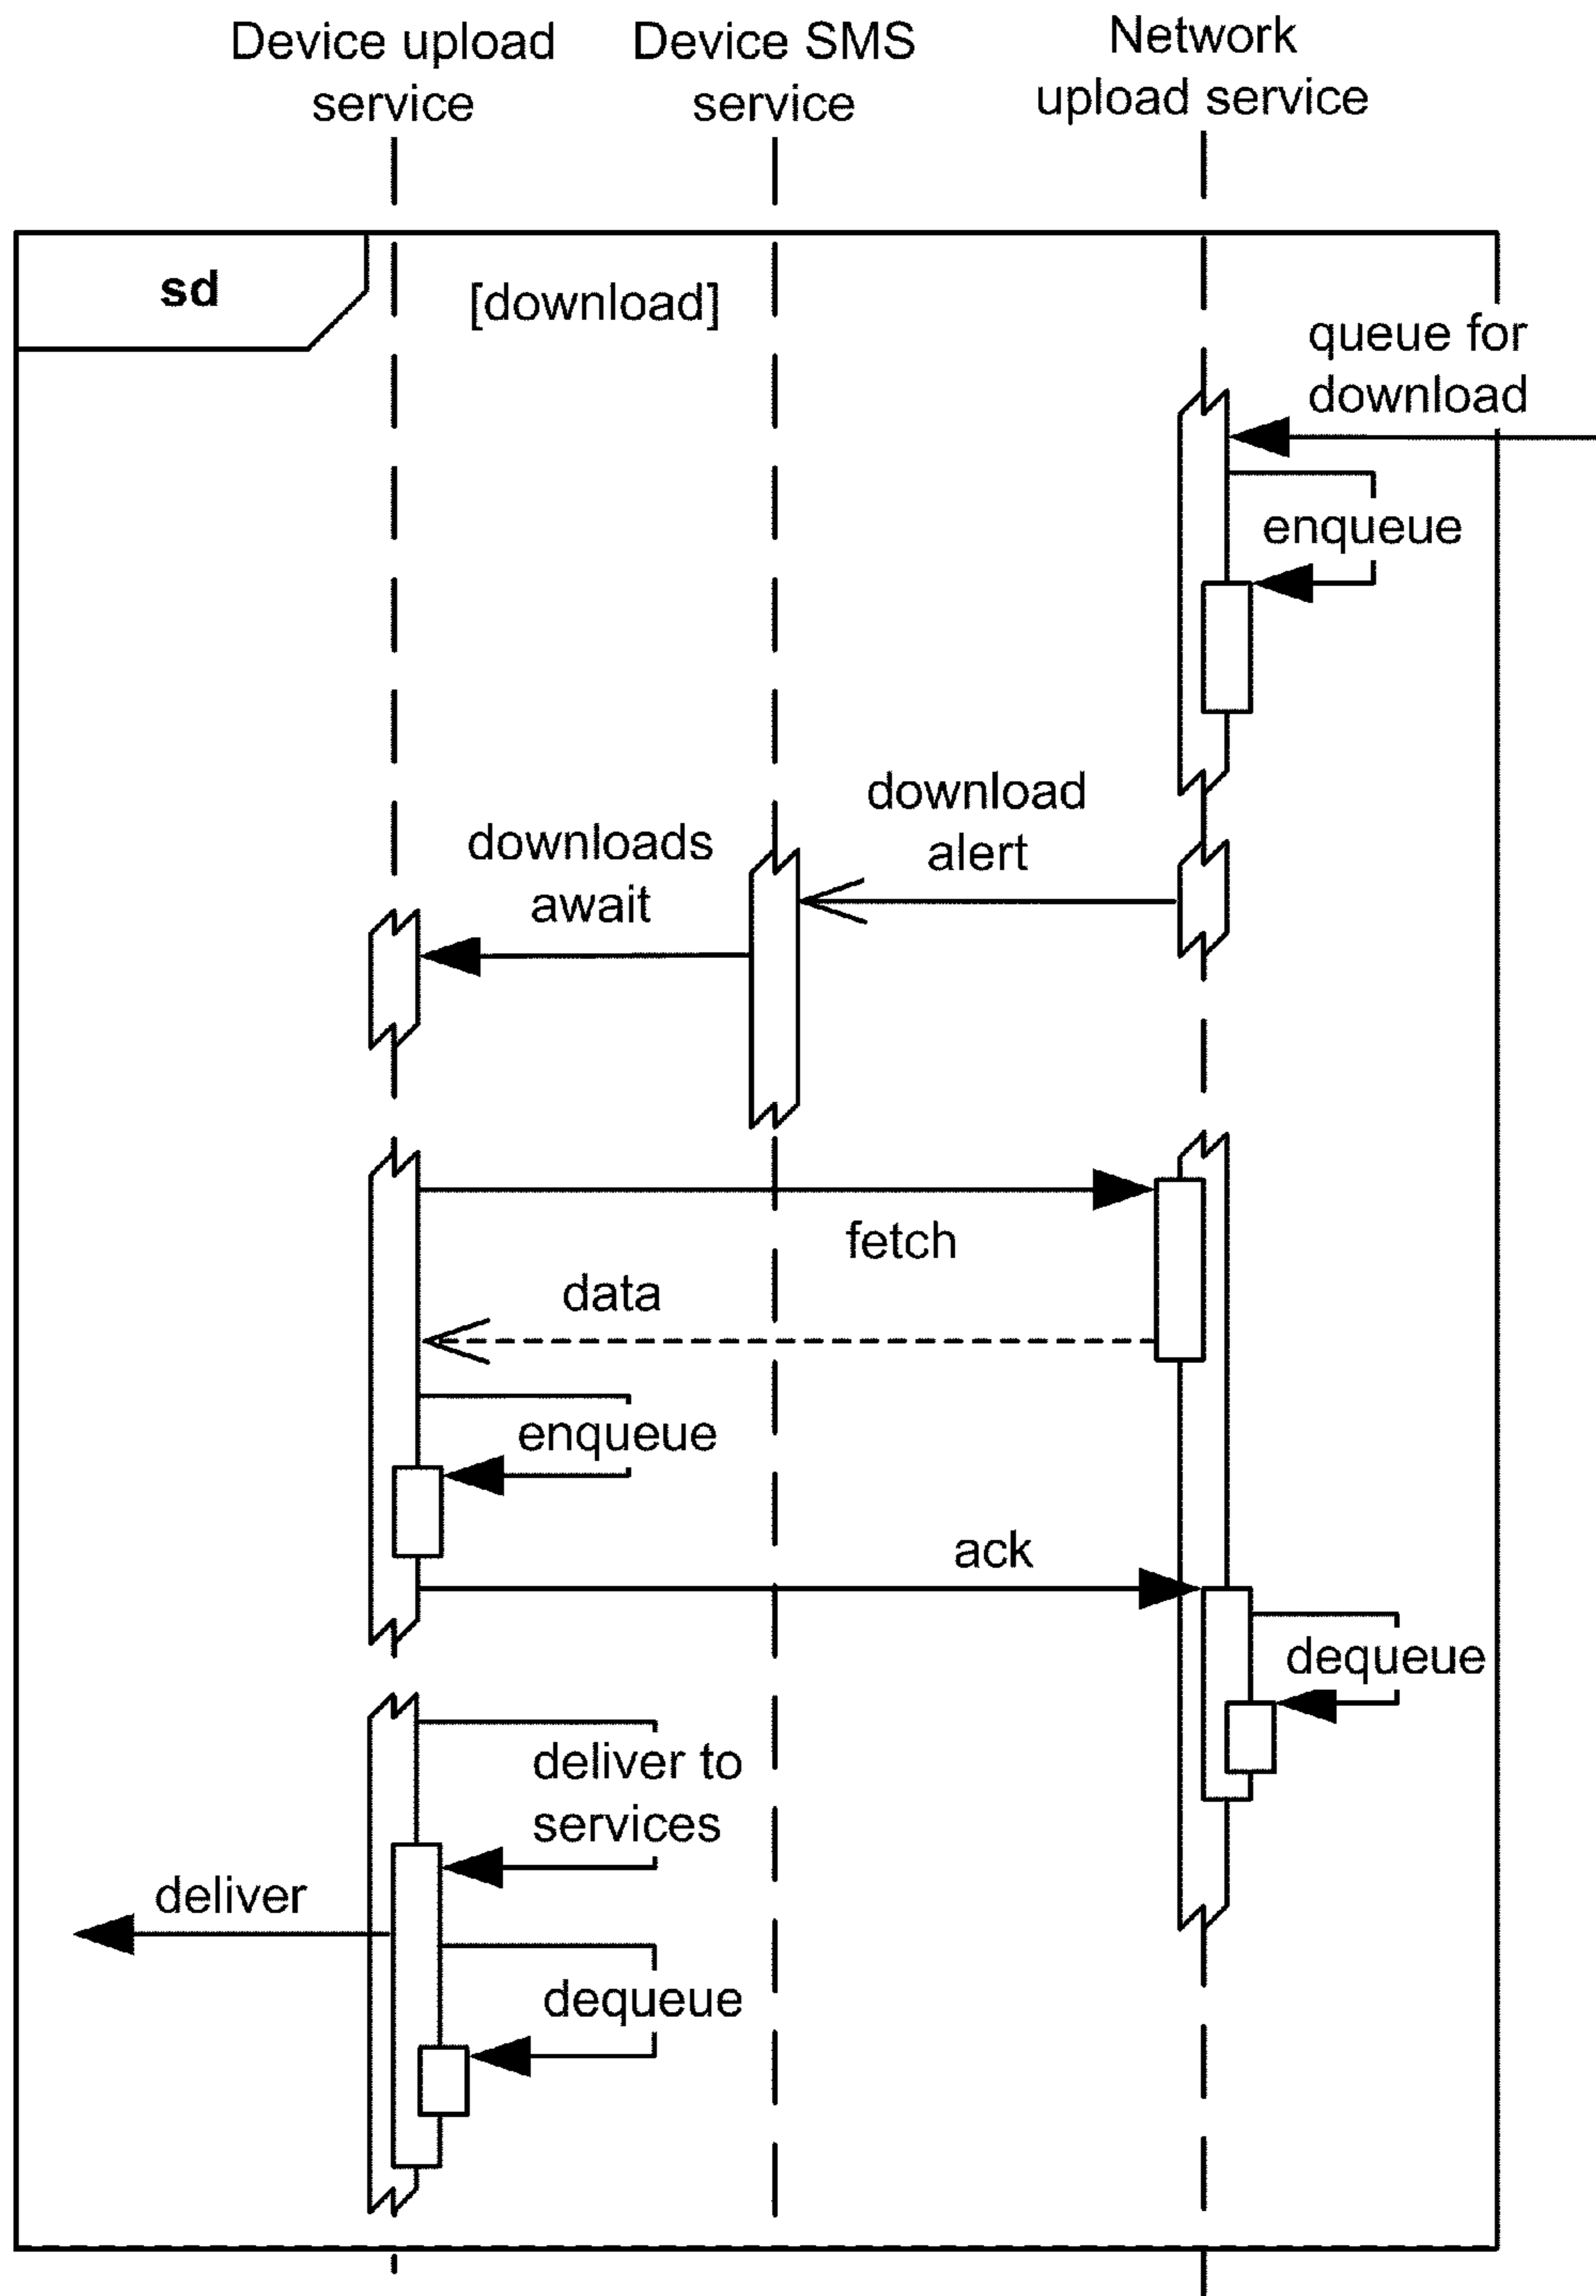 Device upload
service
Device SMS
service
Network
upload service
sd
[download]
queue for
download
enqueue
download
alert
downloads
await
fetch
data
enqueue
ack
dequeue
deliver to
services
deliver
dequeue